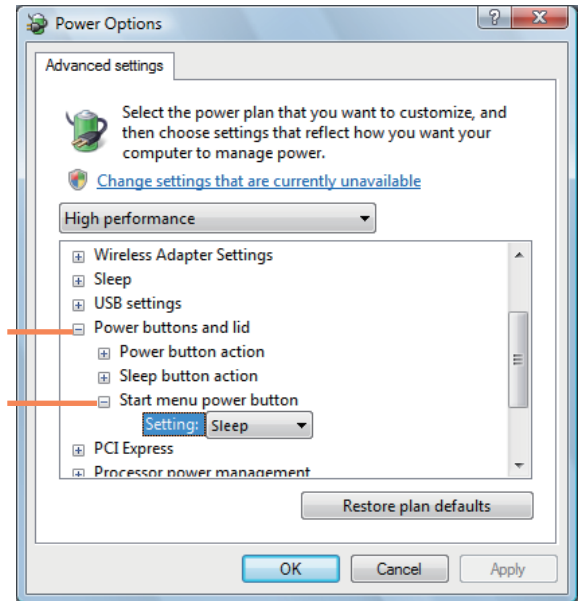 Power Options
Advanced settings
Select the power plan that you want to customize, and
then choose settings that reflect how you want your
computer to manage power.
Change settings that are currently unavailable
High performance
Wireless Adapter Settings
Sleep
USB settings
Power buttons and lid
Power button action
Sleep button action
Start menu power button
Setting: Sleep
PCI Express
Processor power management
Restore plan defaults
OK Cancel Apply